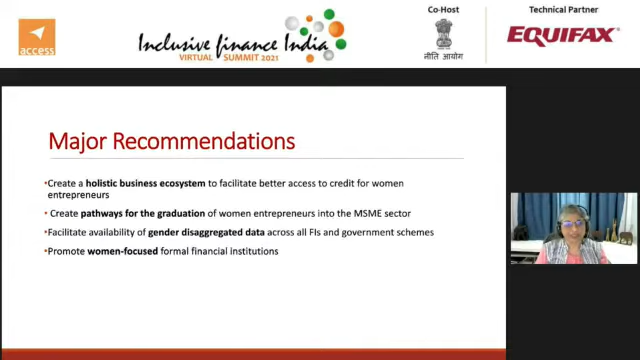 access
Inclusive finance India
VIRTUAL SUMMIT 2021
Co-Host
नीति आयोग
Technical Partner
EQUIFAX
Major Recommendations
•Create a holistic business ecosystem to facilitate better access to credit for women
entrepreneurs
• Create pathways for the graduation of women entrepreneurs into the MSME sector
•Facilitate availability of gender disaggregated data across all FIs and government schemes
•Promote women-focused formal financial institutions